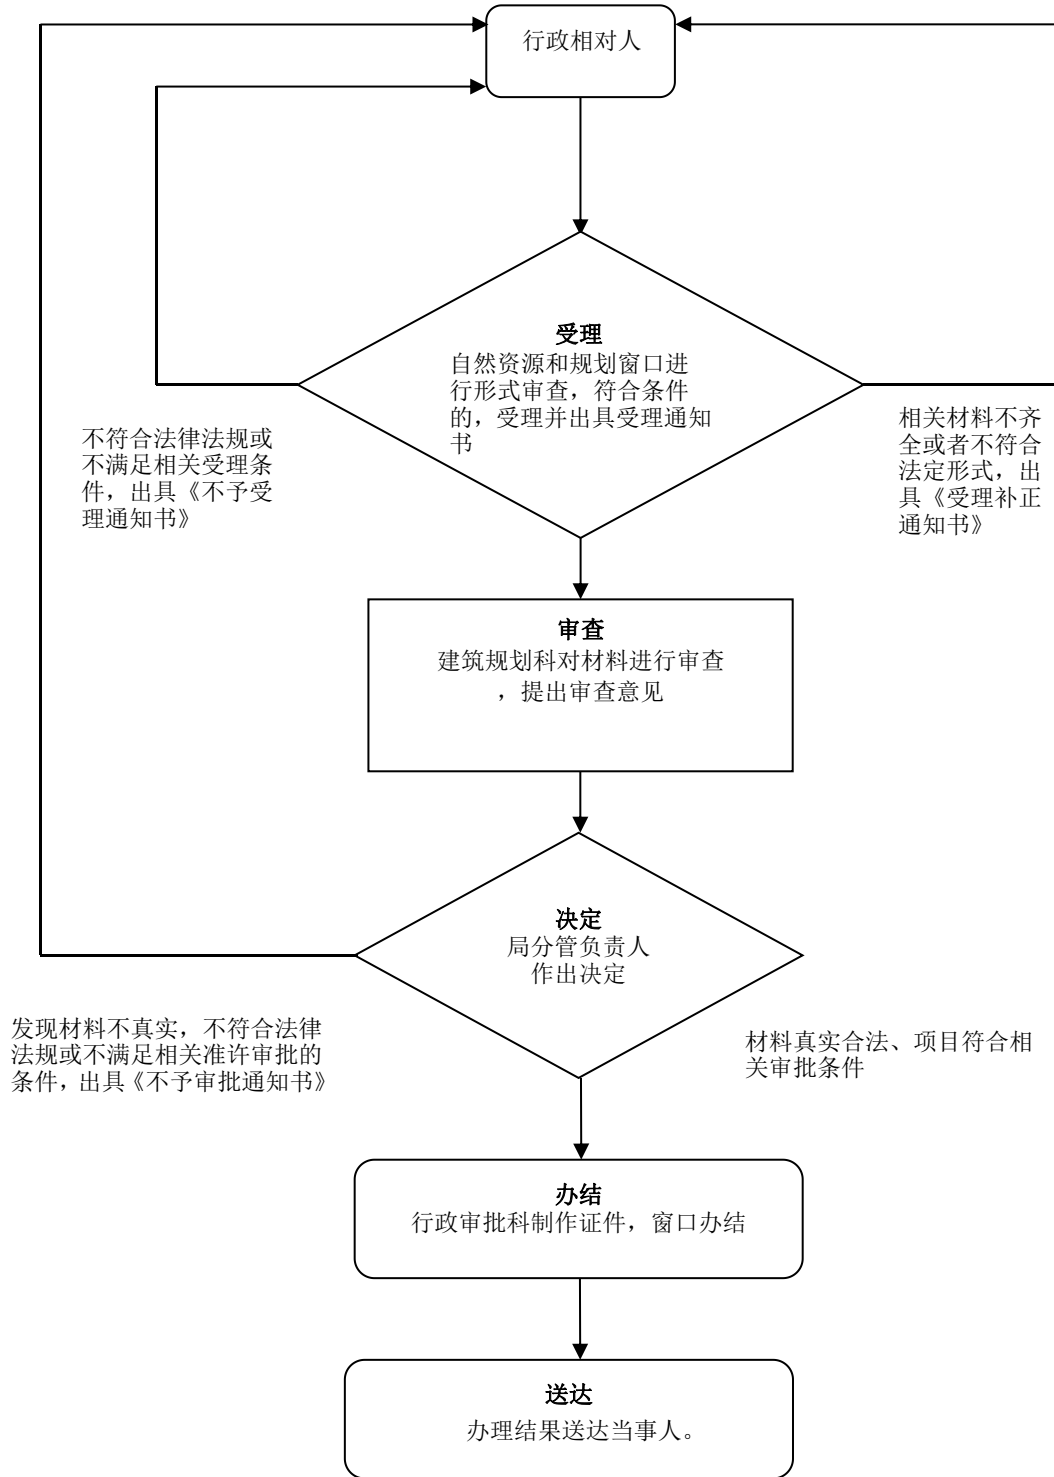 行政相对人
受理
自然资源和规划窗口进
行形式审查，符合条件
的，受理并出具受理通知
书
不符合法律法规或
不满足相关受理条
件，出具《不予受
理通知书》
相关材料不齐
全或者不符合
法定形式，出
具《受理补正
通知书》
审查
建筑规划科对材料进行审查
，提出审查意见
决定
局分管负责人
作出决定
发现材料不真实，不符合法律
法规或不满足相关准许审批的
条件，出具《不予审批通知书》
材料真实合法、项目符合相
关审批条件
办结
行政审批科制作证件，窗口办结
送达
办理结果送达当事人。